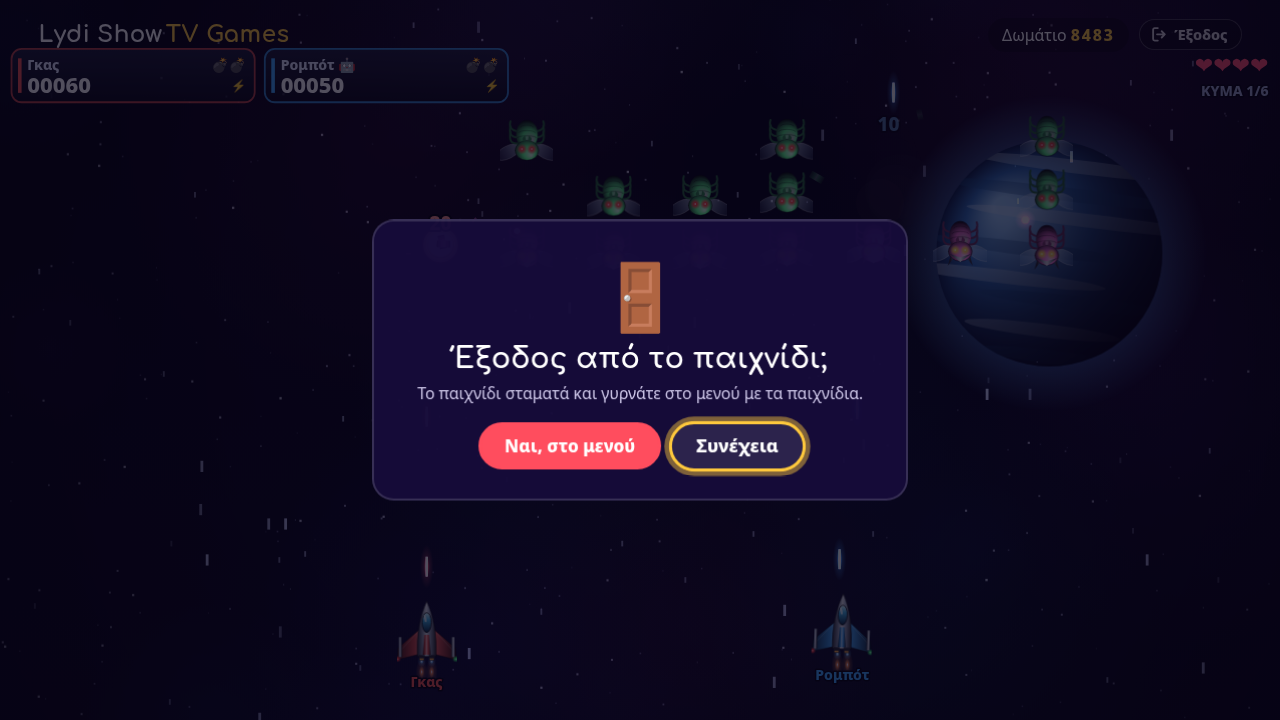 Lydi Show TV Games
Δωμάτιο 8483
Έξοδος
Γκας
00060
Ρομπότ
00050
ΚΥΜΑ 1/6
10
Έξοδος από το παιχνίδι;
Το παιχνίδι σταματά και γυρνάτε στο μενού με τα παιχνίδια.
Ναι, στο μενού
Συνέχεια
Γκας
Ρομπότ